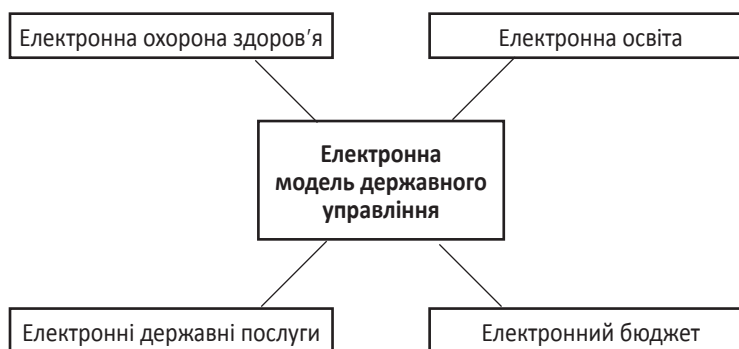 Електронна охорона здоров’я
Електронна освіта
Електронна
модель державного
управління
Електронні державні послуги
Електронний бюджет